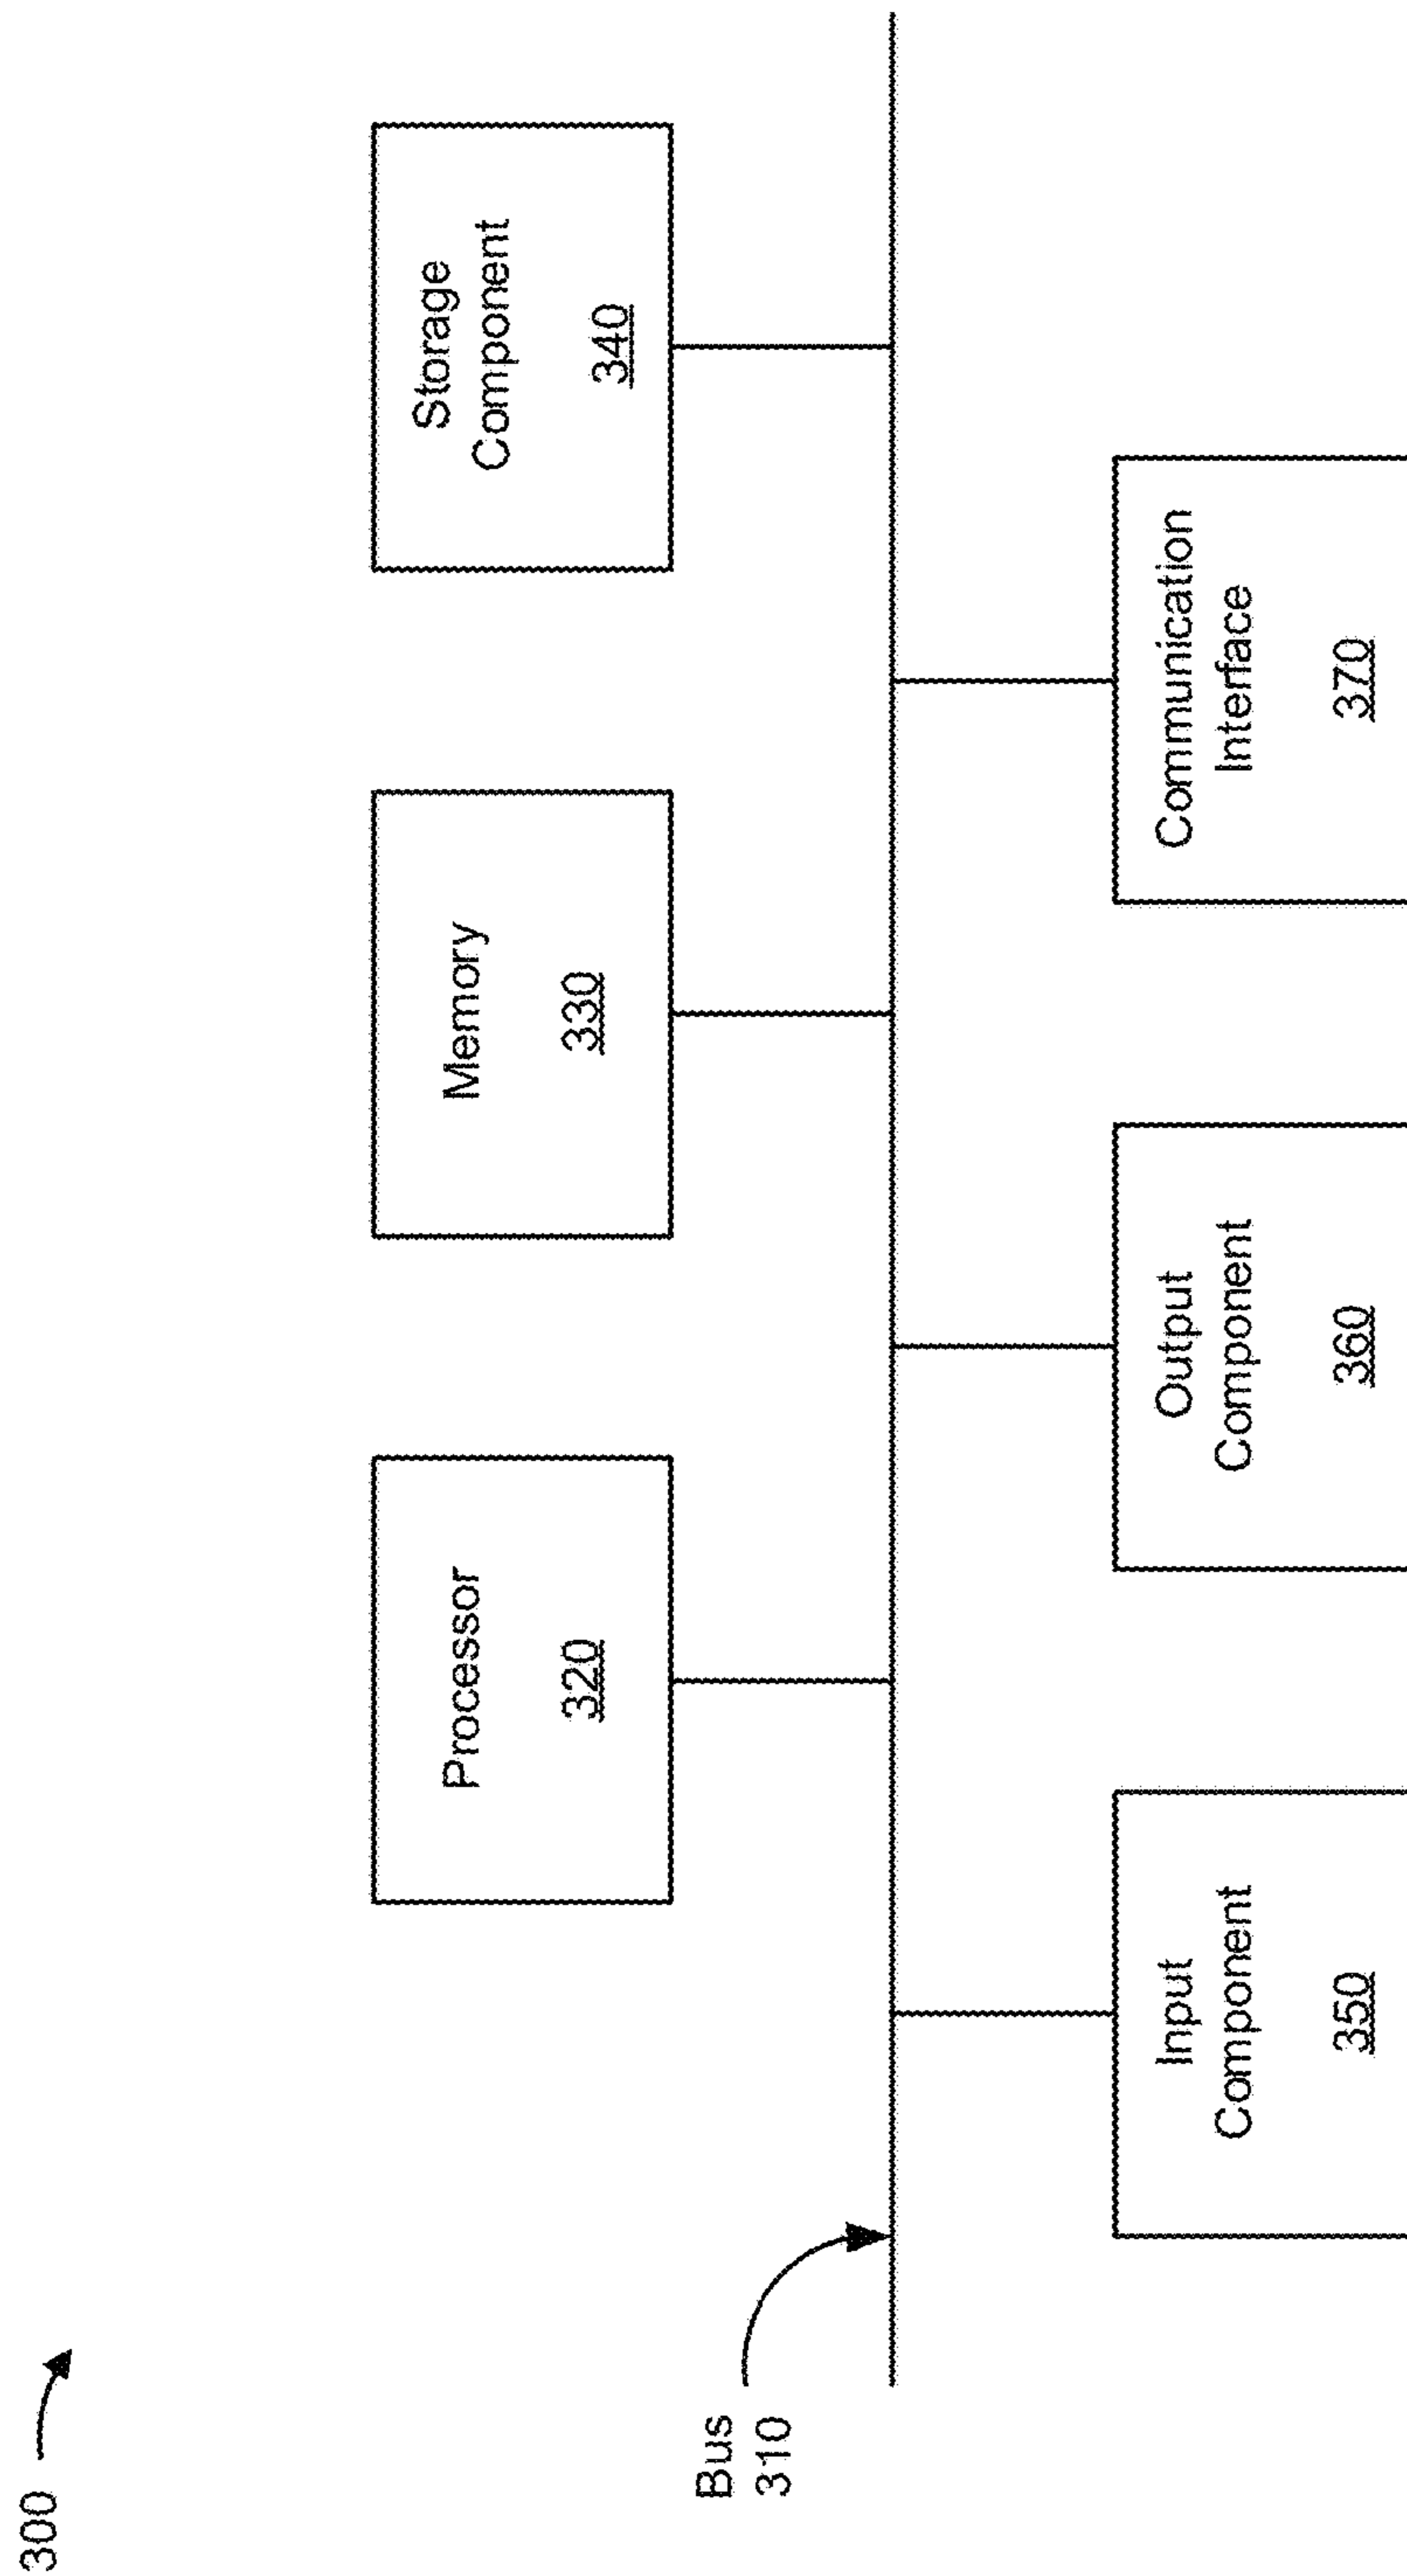 300
Processor
320
Memory
330
Storage
Component
340
Bus
310
Input
Component
350
Output
Component
360
Communication
Interface
370